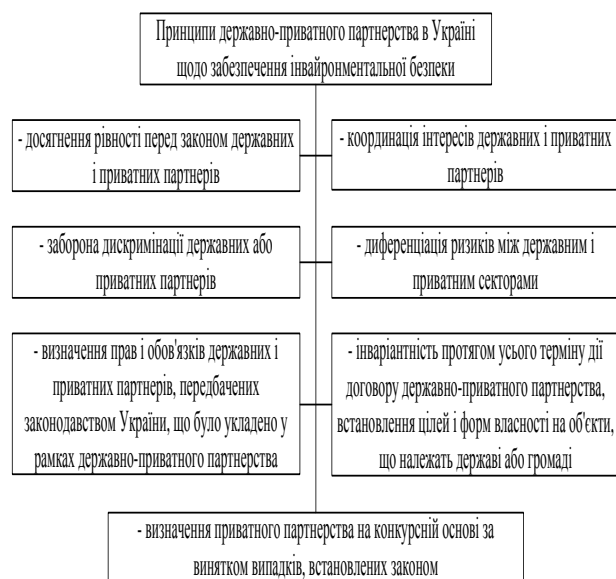 Принципи державно-приватного партнерства в Україні
щодо забезпечення інвайронментальної безпеки
- досягнення рівності перед законом державних
і приватних партнерів
- координація інтересів державних і приватних
партнерів
- заборона дискримінації державних або
приватних партнерів
- диференціація ризиків між державним і
приватним секторами
- визначення прав і обов'язків державних і
приватних партнерів, передбачених
законодавством України, що було укладено у
рамках державно-приватного партнерства
- інваріантність протягом усього терміну дії
договору державно-приватного партнерства,
встановлення цілей і форм власності на об'єкти,
що належать державі або громаді
- визначення приватного партнерства на конкурсній основі за
винятком випадків, встановлених законом